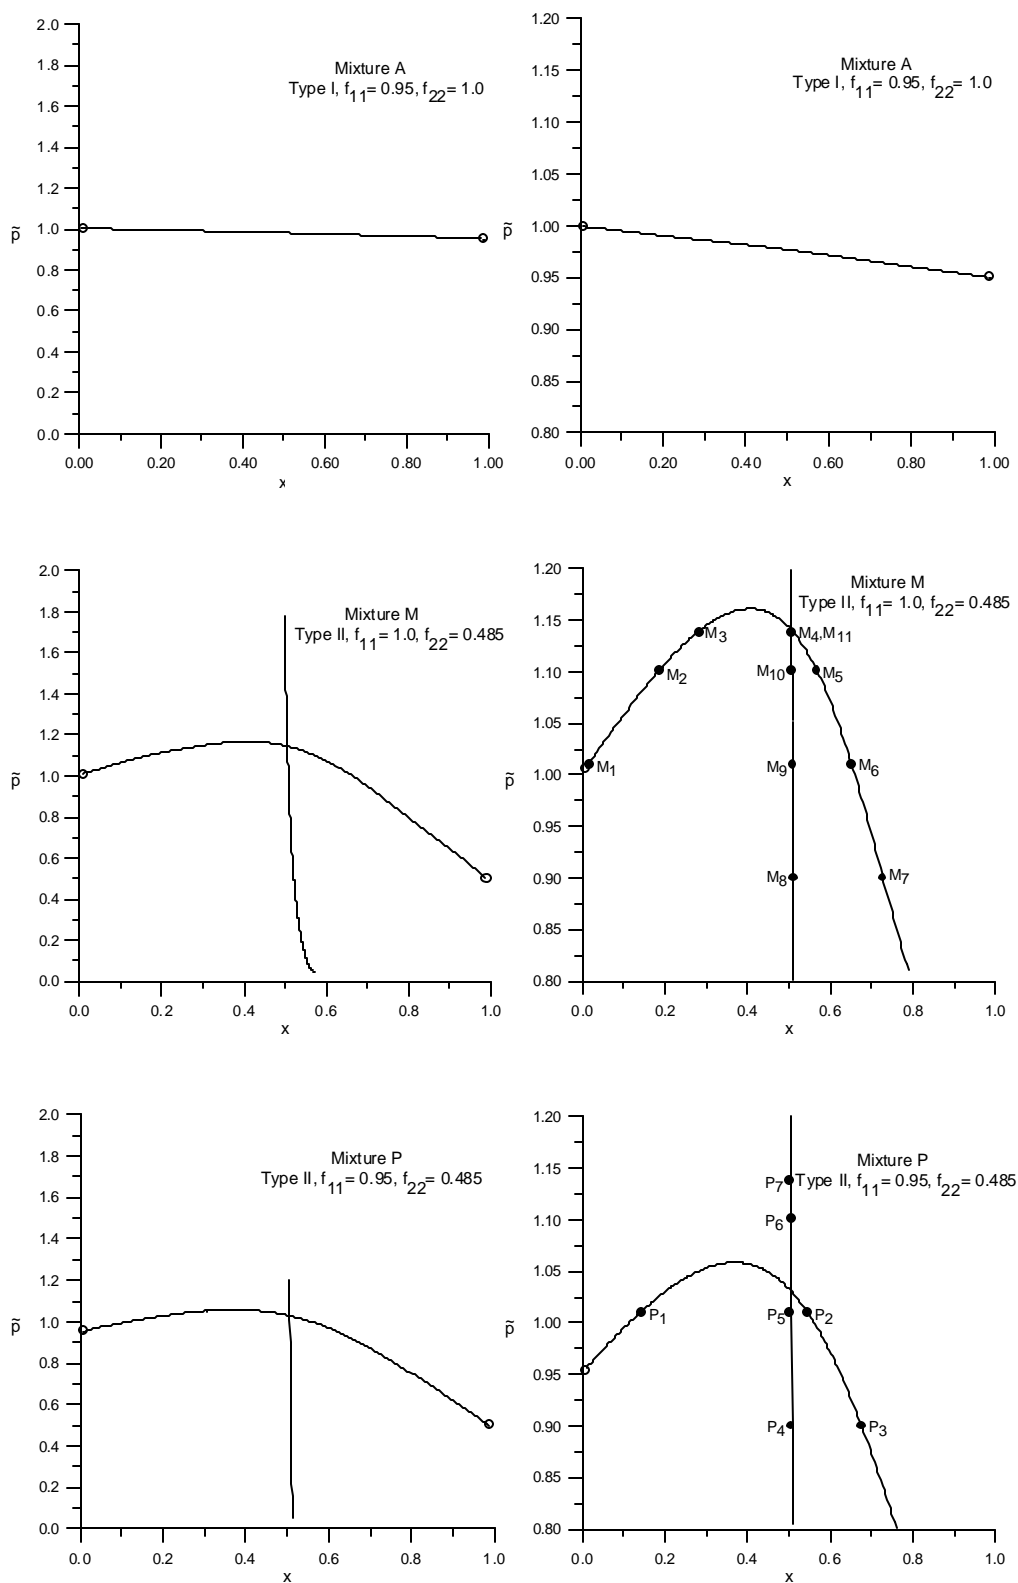 2.0
1.8
1.6
1.4
1.2
1.0
0.8
0.6
0.4
0.2
0.0
p̃
0.00 0.20 0.40 0.60 0.80 1.00
x
Mixture A
Type I, f11= 0.95, f22= 1.0
1.20
1.15
1.10
1.05
1.00
0.95
0.90
0.85
0.80
p̃
0.00 0.20 0.40 0.60 0.80 1.00
x
Mixture A
Type I, f11= 0.95, f22= 1.0
2.0
1.8
1.6
1.4
1.2
1.0
0.8
0.6
0.4
0.2
0.0
p̃
0.0 0.2 0.4 0.6 0.8 1.0
x
Mixture M
Type II, f11= 1.0, f22= 0.485
1.20
1.15
1.10
1.05
1.00
0.95
0.90
0.85
0.80
p̃
0.0 0.2 0.4 0.6 0.8 1.0
x
Mixture M
Type II, f11= 1.0, f22= 0.485
M3
M4,M11
M2
M10
M5
M1
M9
M6
M8
M7
2.0
1.8
1.6
1.4
1.2
1.0
0.8
0.6
0.4
0.2
0.0
p̃
0.0 0.2 0.4 0.6 0.8 1.0
x
Mixture P
Type II, f11= 0.95, f22= 0.485
1.20
1.15
1.10
1.05
1.00
0.95
0.90
0.85
0.80
p̃
0.0 0.2 0.4 0.6 0.8 1.0
x
Mixture P
Type II, f11= 0.95, f22= 0.485
P7
P6
P1
P5
P2
P4
P3